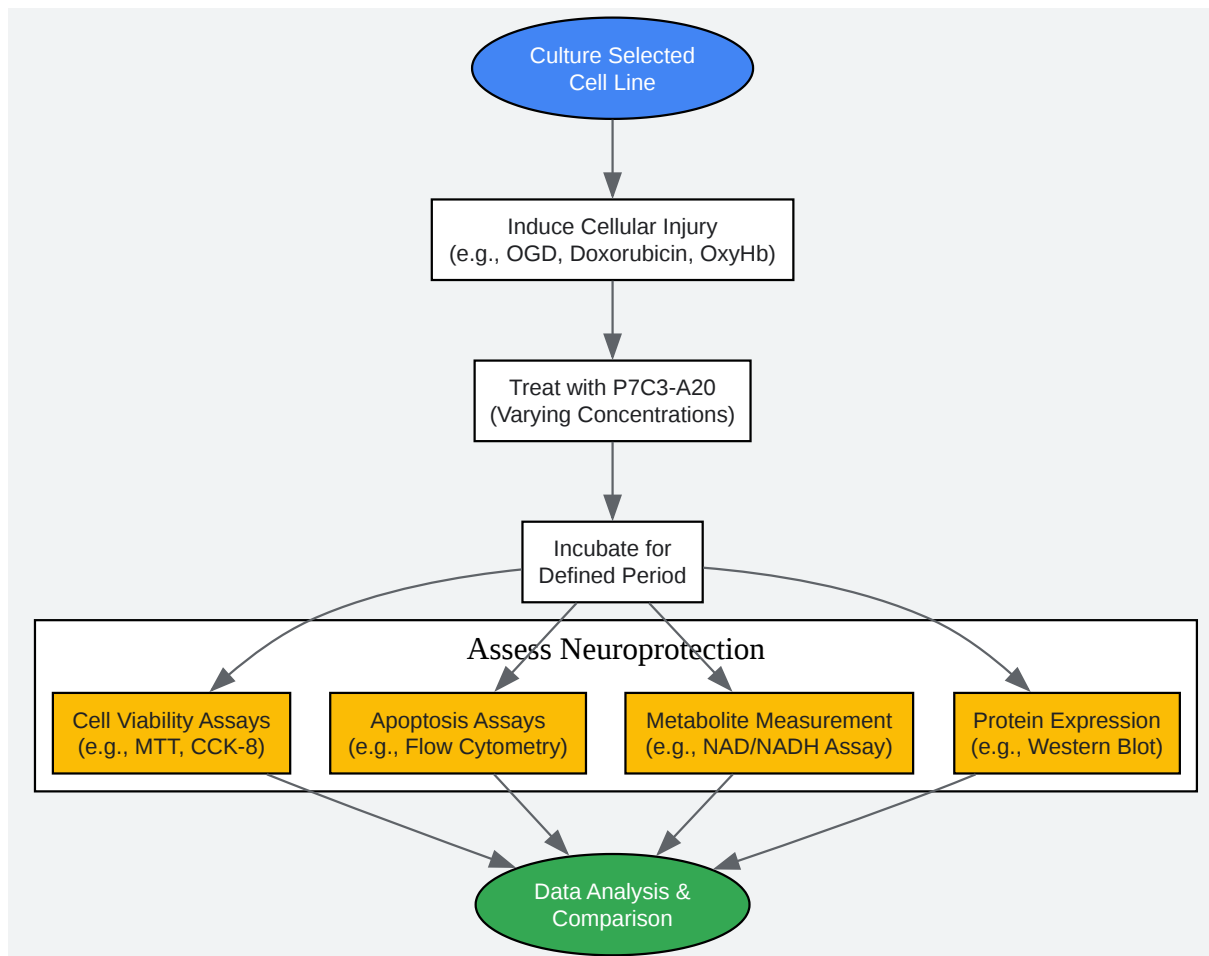 Culture Selected
Cell Line
Induce Cellular Injury
(e.g., OGD, Doxorubicin, OxyHb)
Treat with P7C3-A20
(Varying Concentrations)
Incubate for
Defined Period
Assess Neuroprotection
Cell Viability Assays
(e.g., MTT, CCK-8)
Apoptosis Assays
(e.g., Flow Cytometry)
Metabolite Measurement
(e.g., NAD/NADH Assay)
Protein Expression
(e.g., Western Blot)
Data Analysis &
Comparison